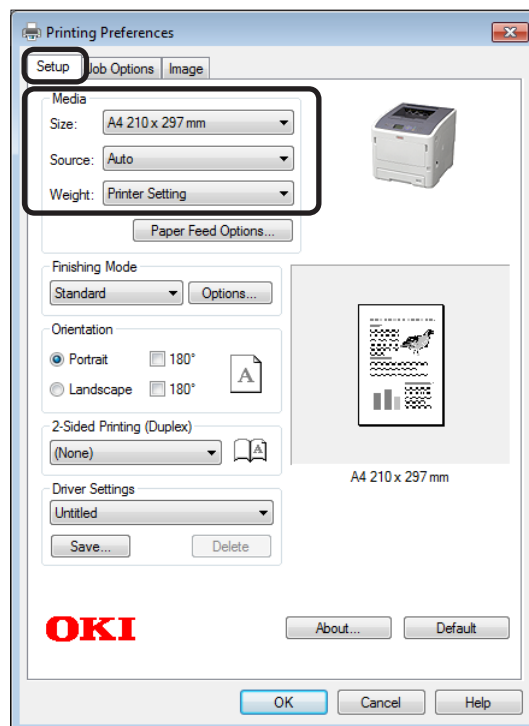 Printing Preferences
Setup Job Options Image
Media
Size: A4 210 x 297 mm
Source: Auto
Weight: Printer Setting
Paper Feed Options...
Finishing Mode
Standard Options...
Orientation
Portrait 180°
Landscape 180°
A
2-Sided Printing (Duplex)
(None)
A
A4 210 x 297 mm
Driver Settings
Untitled
Save... Delete
OKI
About... Default
OK Cancel Help